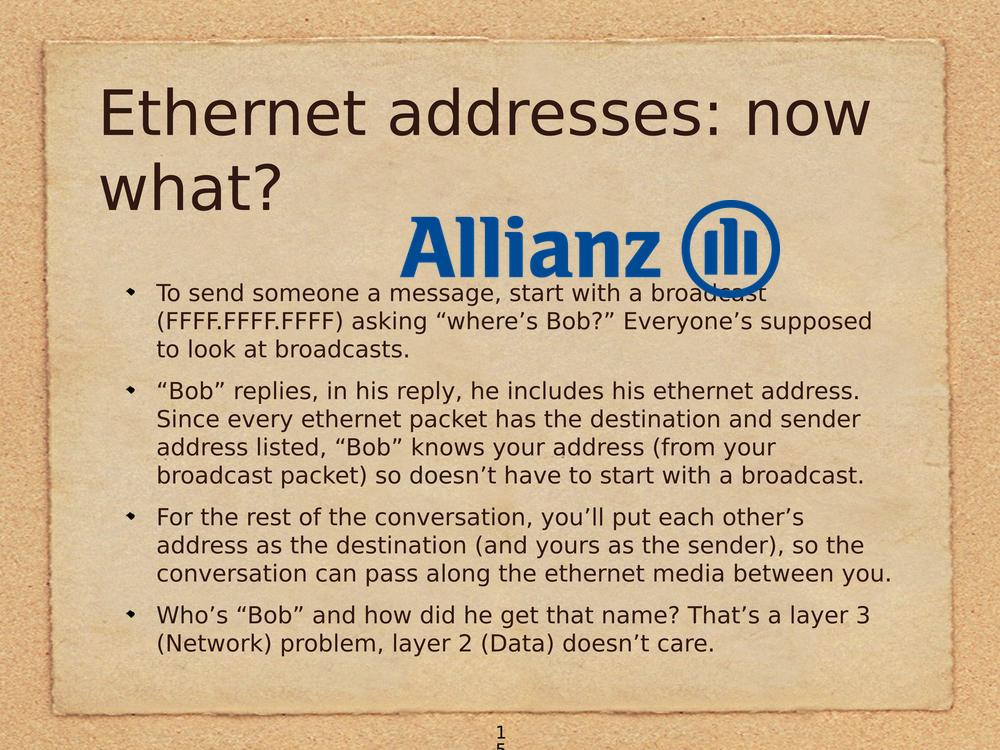 Ethernet addresses: now
what?
Allianz
To send someone a message, start with a broadcast
(FFFF.FFFF.FFFF) asking “where’s Bob?” Everyone’s supposed
to look at broadcasts.
“Bob” replies, in his reply, he includes his ethernet address.
Since every ethernet packet has the destination and sender
address listed, “Bob” knows your address (from your
broadcast packet) so doesn’t have to start with a broadcast.
For the rest of the conversation, you’ll put each other’s
address as the destination (and yours as the sender), so the
conversation can pass along the ethernet media between you.
Who’s “Bob” and how did he get that name? That’s a layer 3
(Network) problem, layer 2 (Data) doesn’t care.
1
5